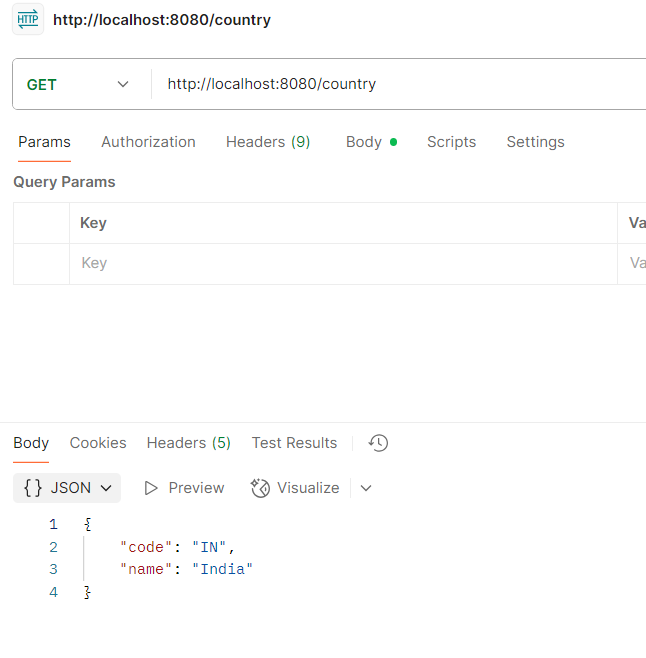 HTTP http://localhost:8080/country
GET http://localhost:8080/country
Params Authorization Headers (9) Body Scripts Settings
Query Params
Key Va
Key Va
Body Cookies Headers (5) Test Results
{} JSON Preview Visualize
1 {
2 "code": "IN",
3 "name": "India"
4 }